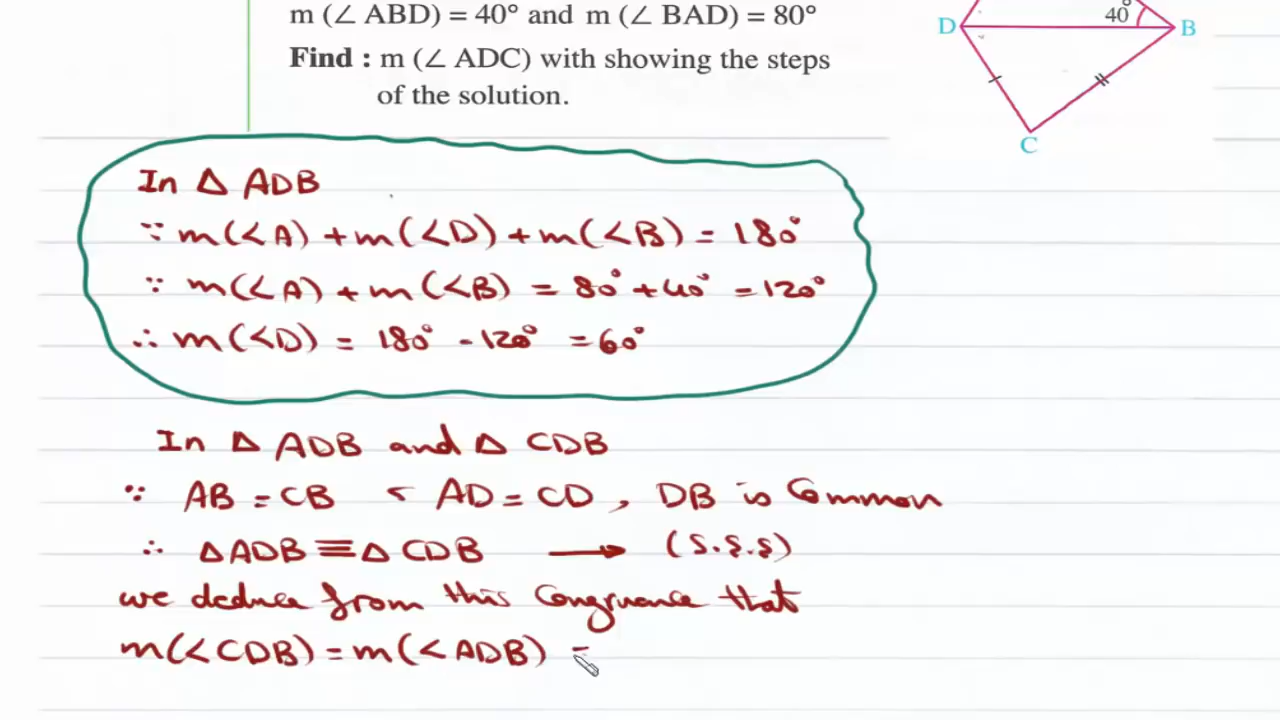 m (∠ ABD) = 40° and m (∠ BAD) = 80°
Find : m (∠ ADC) with showing the steps
of the solution.
40°
D
B
C
In Δ ADB
∵ m(∠A) + m(∠D) + m(∠B) = 180°
∵ m(∠A) + m(∠B) = 80° + 40° = 120°
∴ m(∠D) = 180° - 120° = 60°
In Δ ADB and Δ CDB
∵ AB = CB , AD = CD , DB is Common
∴ Δ ADB ≡ Δ CDB → (S.S.S)
we deduce from this Congruence that
m(∠CDB) = m(∠ADB) =